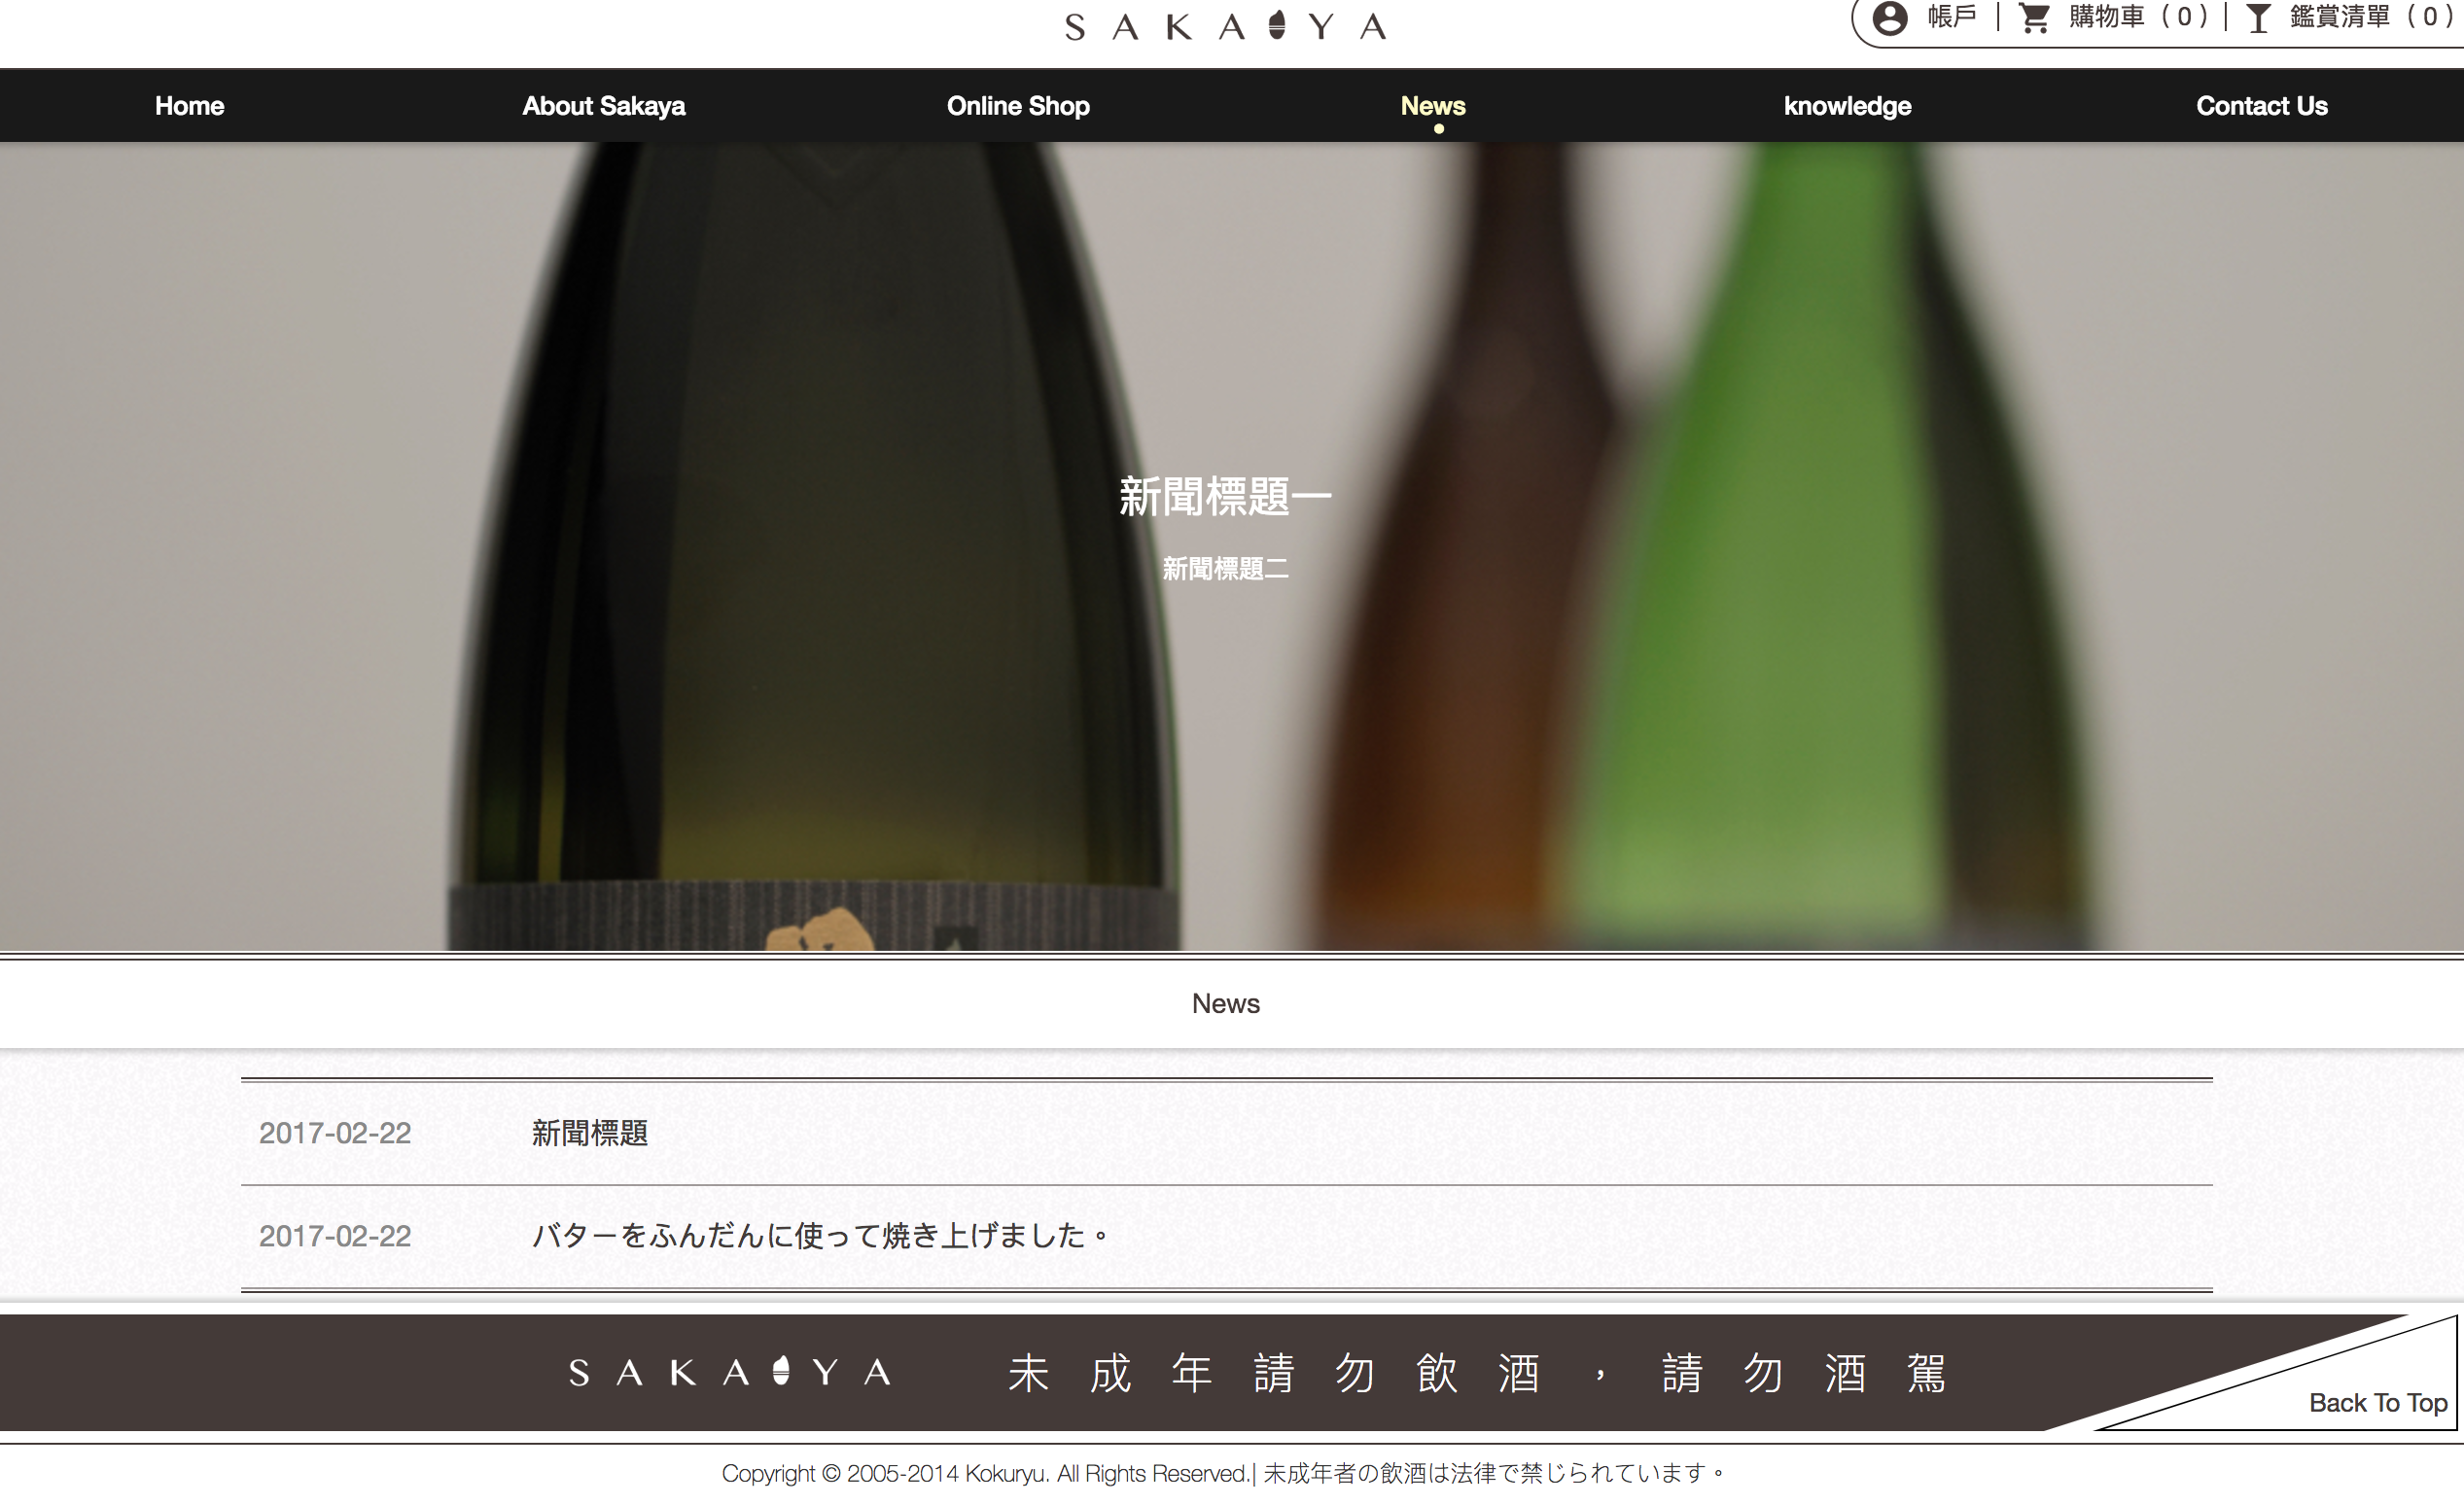 SAKAYA
帳戶 | 購物車（0）| 鑑賞清單（0）
Home About Sakaya Online Shop News knowledge Contact Us
新聞標題一
新聞標題二
News
2017-02-22 新聞標題
2017-02-22 バターをふんだんに使って焼き上げました。
SAKAYA 未成年請勿飲酒，請勿酒駕
Back To Top
Copyright © 2005-2014 Kokuryu. All Rights Reserved.| 未成年者の飲酒は法律で禁じられています。